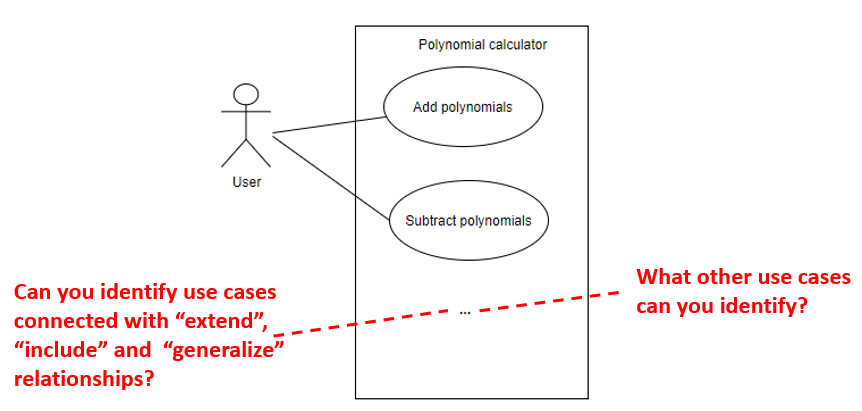 Polynomial calculator
Add polynomials
User
Subtract polynomials
What other use cases
can you identify?
Can you identify use cases
connected with “extend”,
“include” and “generalize”
relationships?
...